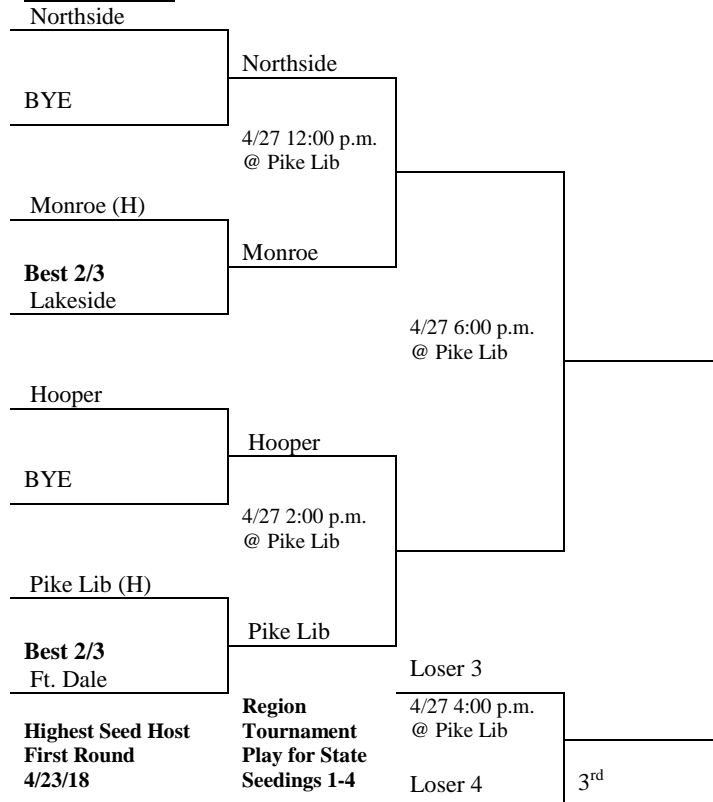 Northside
BYE
Monroe (H)
Best 2/3
Lakeside
Hooper
BYE
Pike Lib (H)
Best 2/3
Ft. Dale
Highest Seed Host
First Round
4/23/18
Northside
4/27 12:00 p.m.
@ Pike Lib
Monroe
Hooper
4/27 2:00 p.m.
@ Pike Lib
Pike Lib
Region
Tournament
Play for State
Seedings 1-4
4/27 6:00 p.m.
@ Pike Lib
Loser 3
4/27 4:00 p.m.
@ Pike Lib
Loser 4
3rd